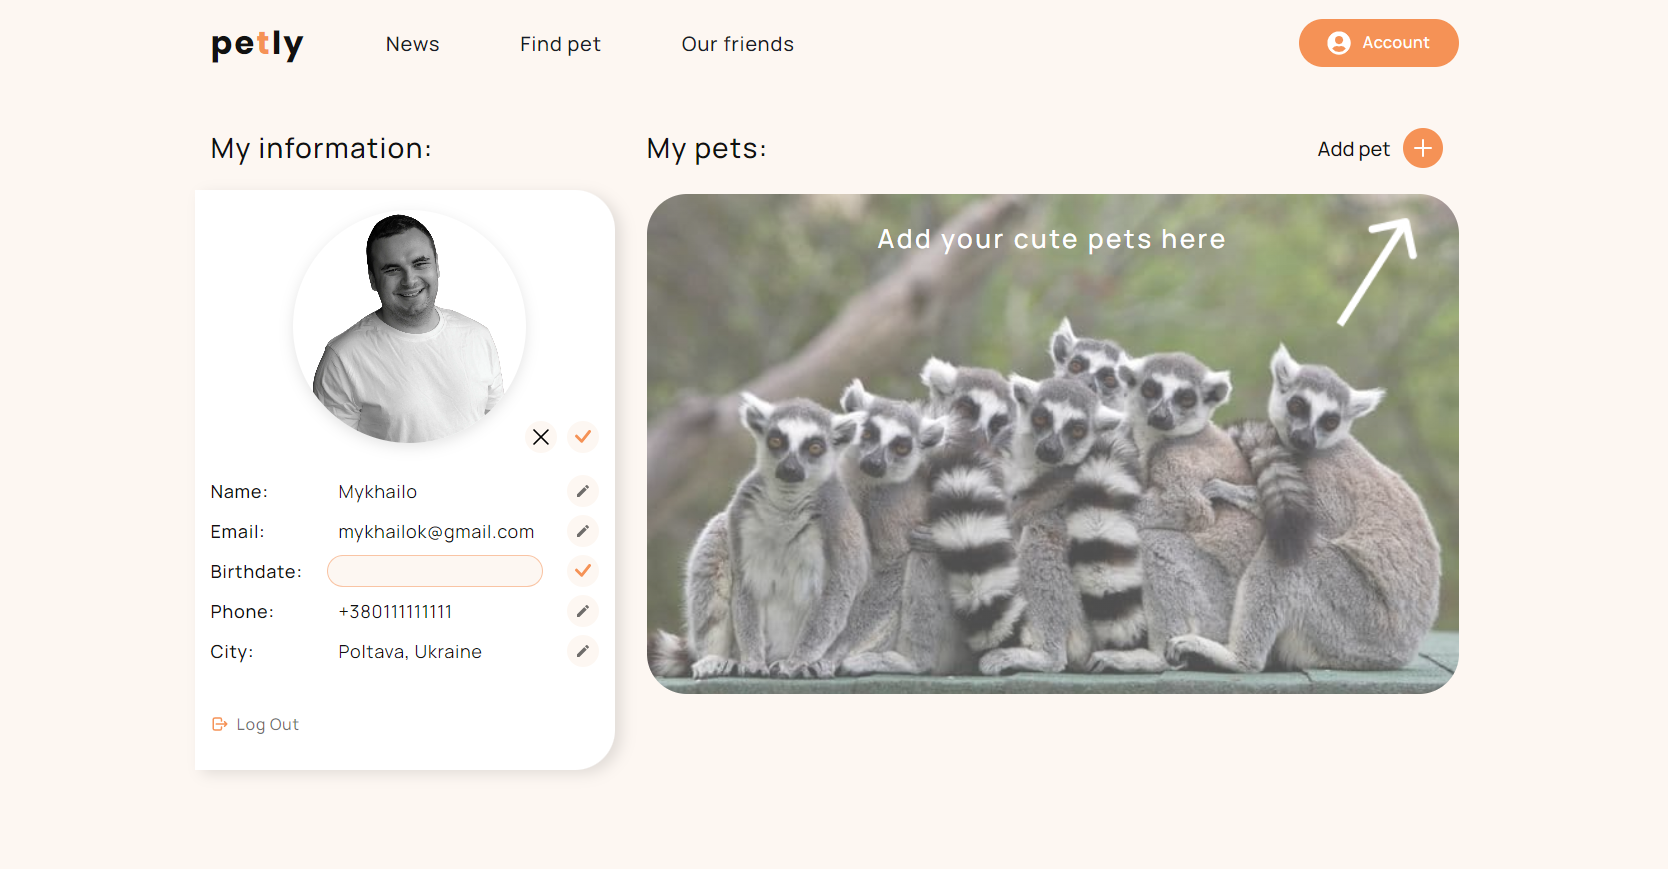 petly
News
Find pet
Our friends
Account
My information:
Name:
Mykhailo
Email:
mykhailok@gmail.com
Birthdate:
Phone:
+380111111111
City:
Poltava, Ukraine
Log Out
My pets:
Add pet
Add your cute pets here